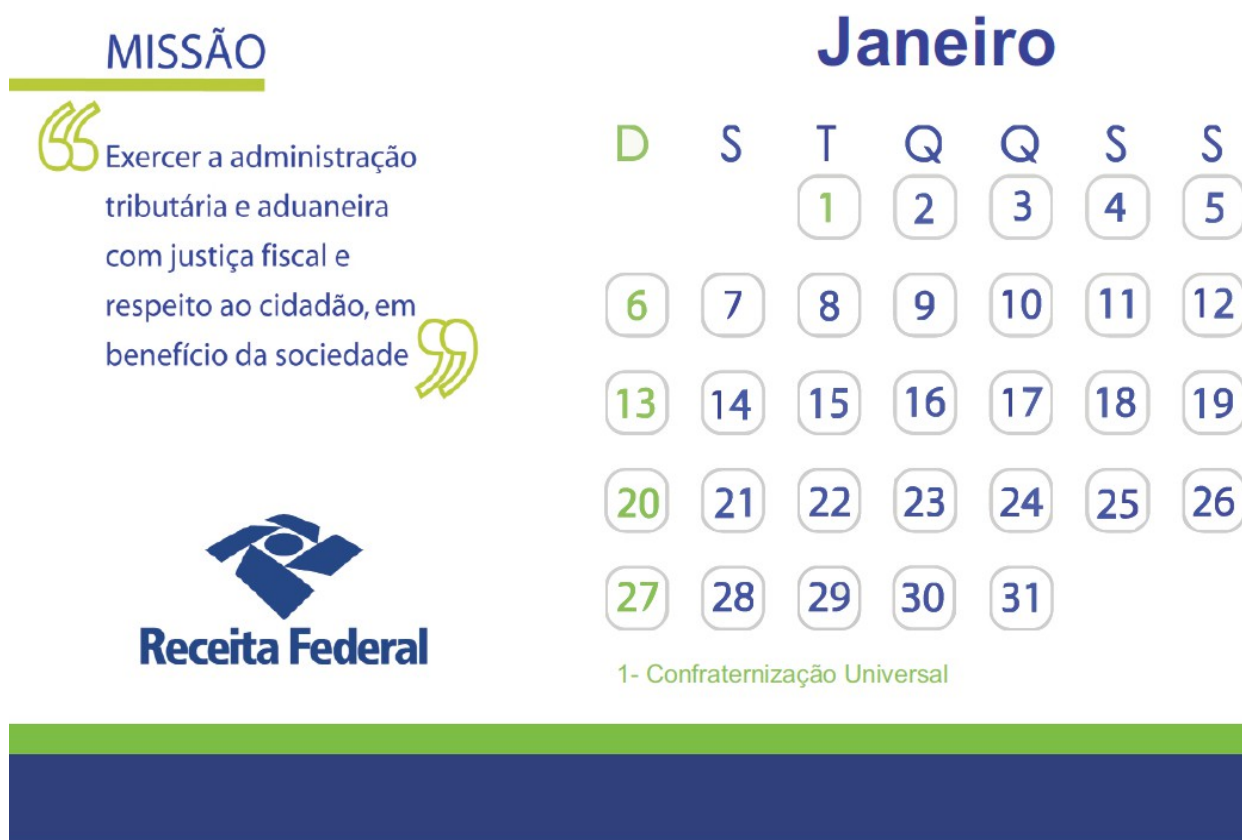 MISSÃO
Exercer a administração
tributária e aduaneira
com justiça fiscal e
respeito ao cidadão, em
benefício da sociedade
Receita Federal
Janeiro
D S T Q Q S S
1 2 3 4 5
6 7 8 9 10 11 12
13 14 15 16 17 18 19
20 21 22 23 24 25 26
27 28 29 30 31
1- Confraternização Universal